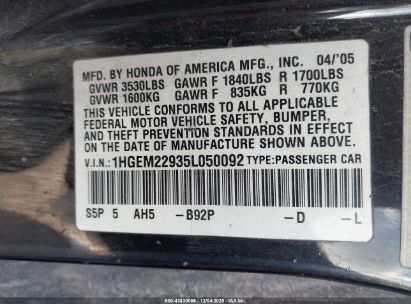 MFD. BY HONDA OF AMERICA MFG., INC. 04/'05
GVWR 3530LBS GAWR F 1840LBS R 1700LBS
GVWR 1600KG GAWR F 835KG R 770KG
THIS VEHICLE CONFORMS TO ALL APPLICABLE
FEDERAL MOTOR VEHICLE SAFETY, BUMPER,
AND THEFT PREVENTION STANDARDS IN EFFECT
ON THE DATE OF MANUFACTURE SHOWN ABOVE.
V.I.N: 1HGEM22935L050092 TYPE: PASSENGER CAR
S5P 5 AH5 -B92P -D -L